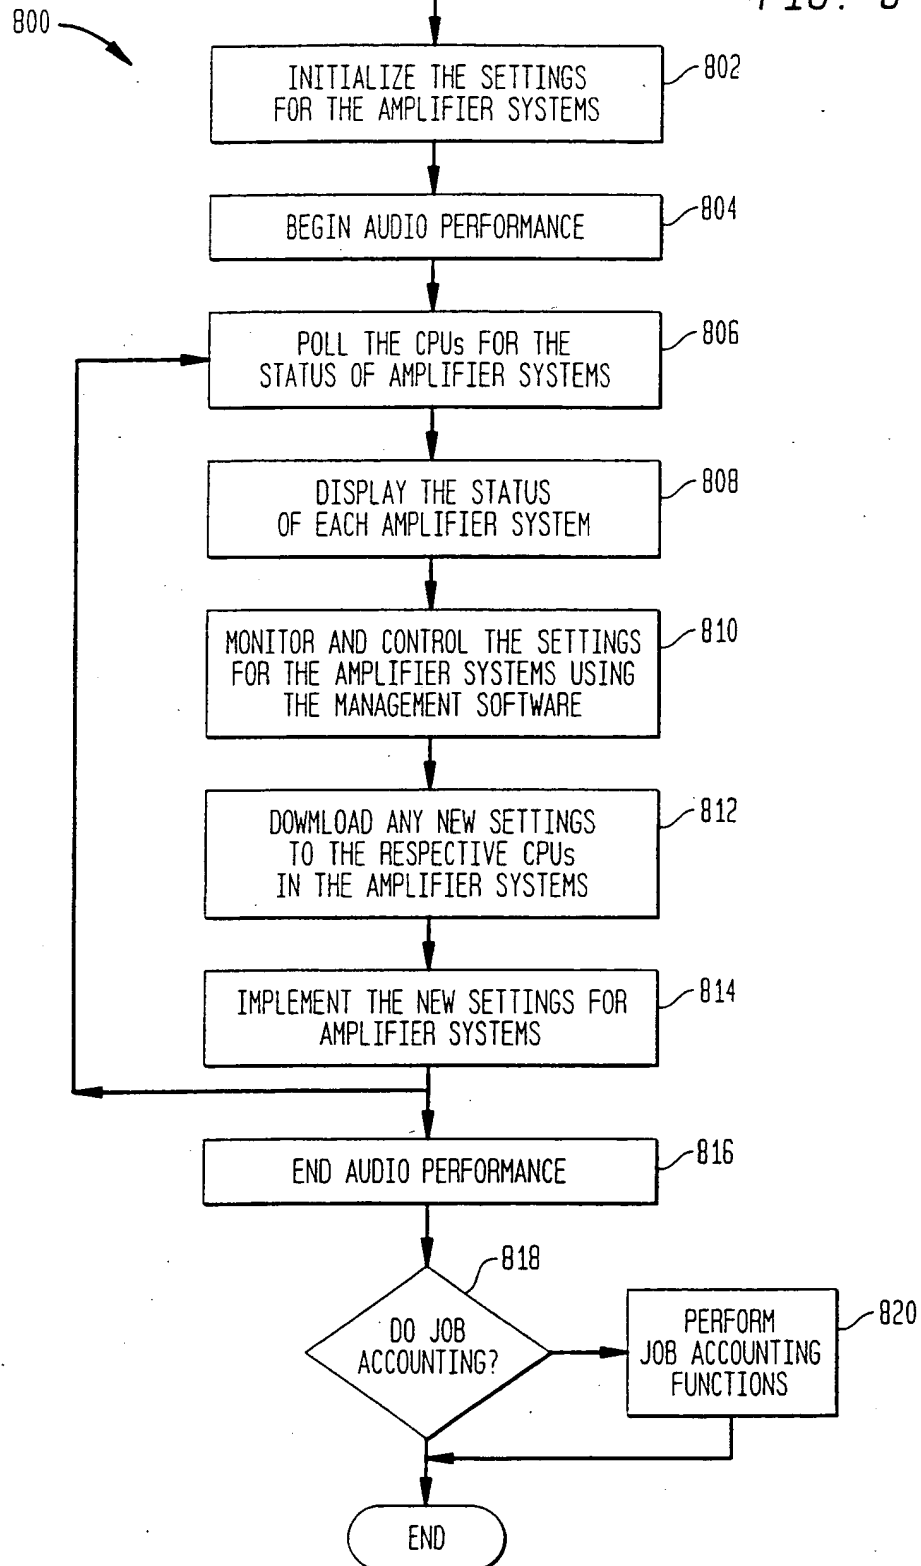 800
INITIALIZE THE SETTINGS
FOR THE AMPLIFIER SYSTEMS
802
BEGIN AUDIO PERFORMANCE
804
POLL THE CPUs FOR THE
STATUS OF AMPLIFIER SYSTEMS
806
DISPLAY THE STATUS
OF EACH AMPLIFIER SYSTEM
808
MONITOR AND CONTROL THE SETTINGS
FOR THE AMPLIFIER SYSTEMS USING
THE MANAGEMENT SOFTWARE
810
DOWMLOAD ANY NEW SETTINGS
TO THE RESPECTIVE CPUs
IN THE AMPLIFIER SYSTEMS
812
IMPLEMENT THE NEW SETTINGS FOR
AMPLIFIER SYSTEMS
814
END AUDIO PERFORMANCE
816
DO JOB
ACCOUNTING?
818
PERFORM
JOB ACCOUNTING
FUNCTIONS
820
END